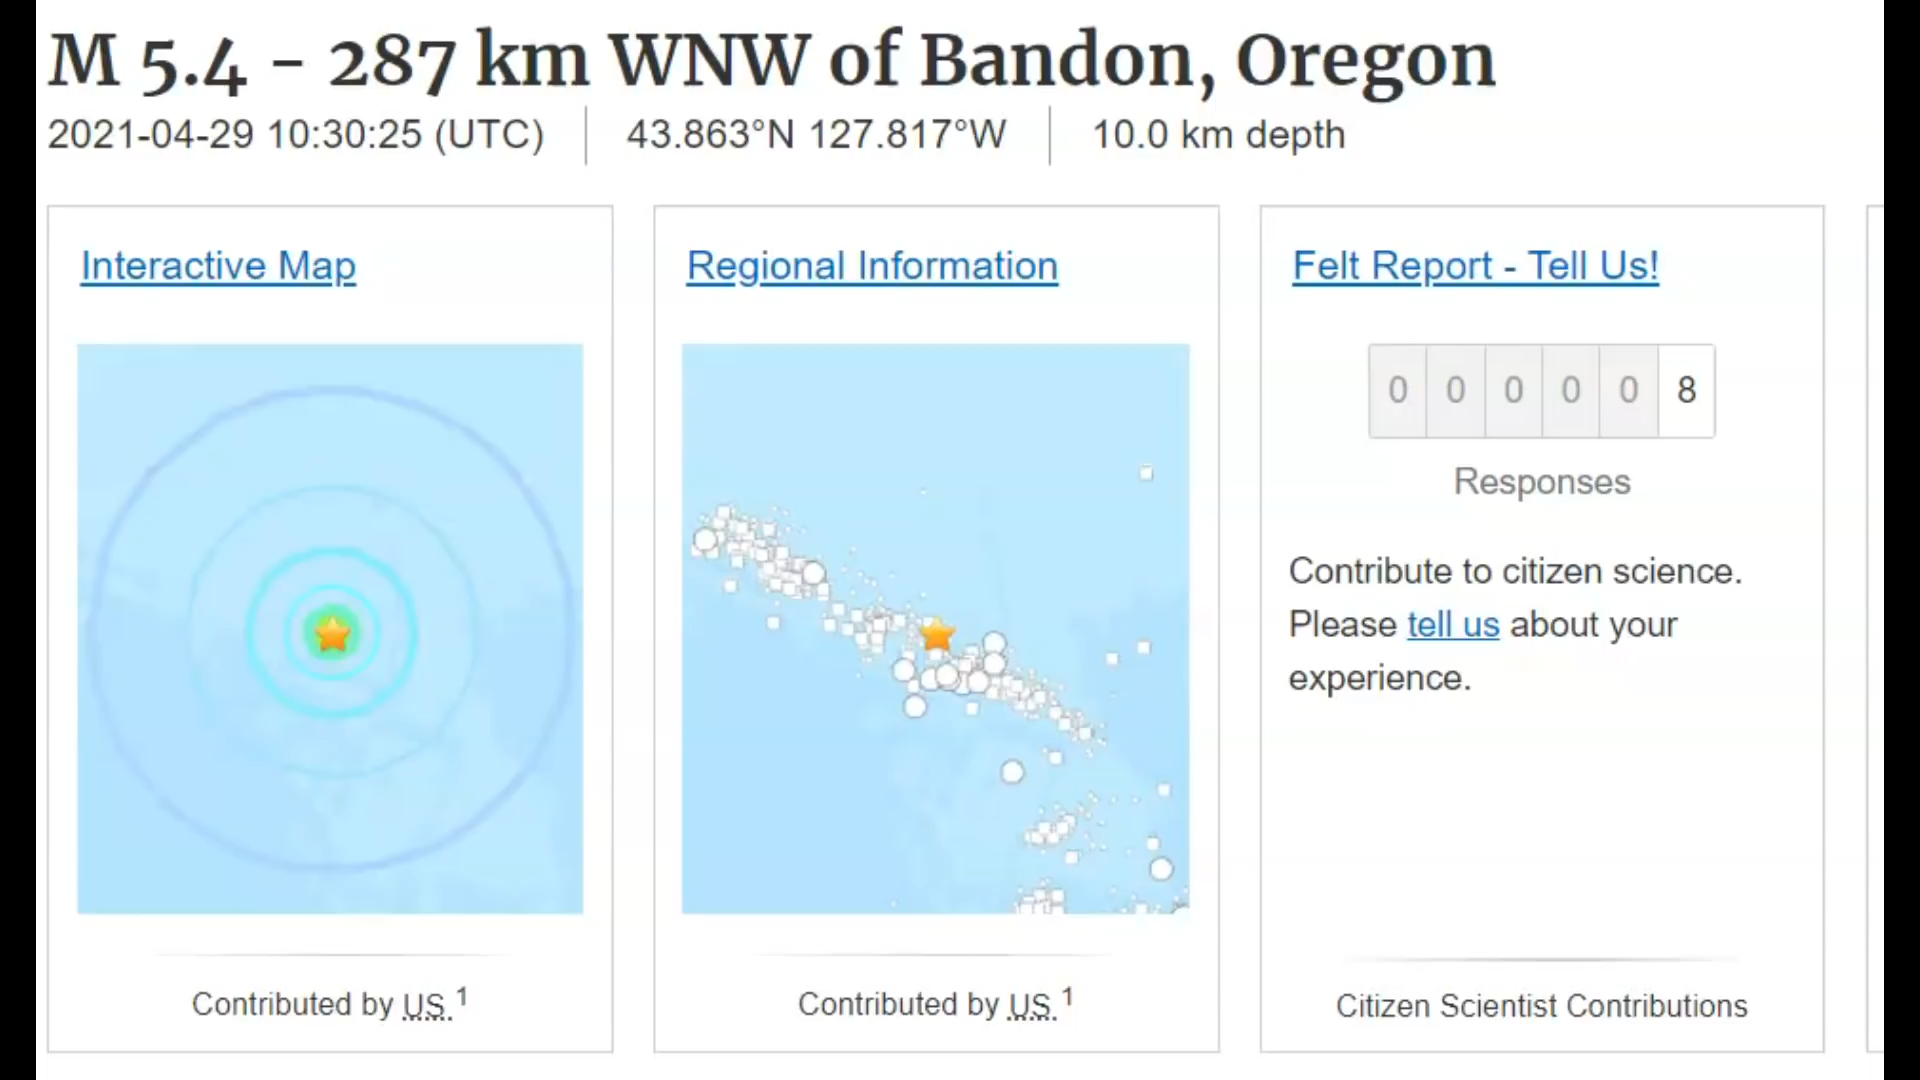 M 5.4 - 287 km WNW of Bandon, Oregon
2021-04-29 10:30:25 (UTC) 43.863°N 127.817°W 10.0 km depth
Interactive Map
Contributed by US 1
Regional Information
Contributed by US 1
Felt Report - Tell Us!
0 0 0 0 0 8
Responses
Contribute to citizen science.
Please tell us about your
experience.
Citizen Scientist Contributions